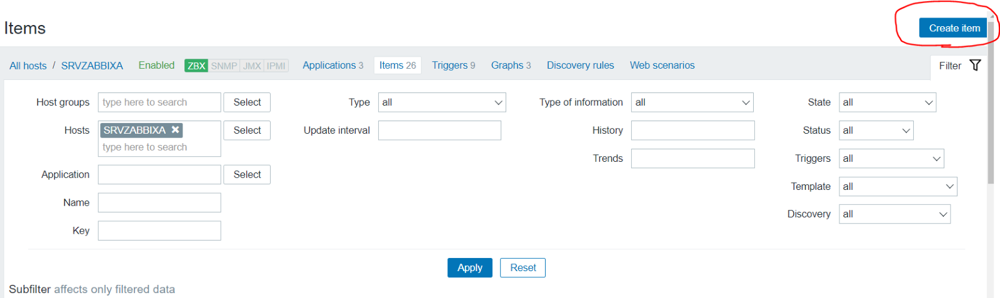 Items
Create item
All hosts / SRVZABBIXA Enabled ZBX SNMP JMX IPMI Applications 3 Items 26 Triggers 9 Graphs 3 Discovery rules Web scenarios Filter
Host groups type here to search Select Type all Type of information all State all
Hosts SRVZABBIXA type here to search Select Update interval History Status all
Trends Triggers all
Application Select
Template all
Name
Discovery all
Key
Apply Reset
Subfilter affects only filtered data